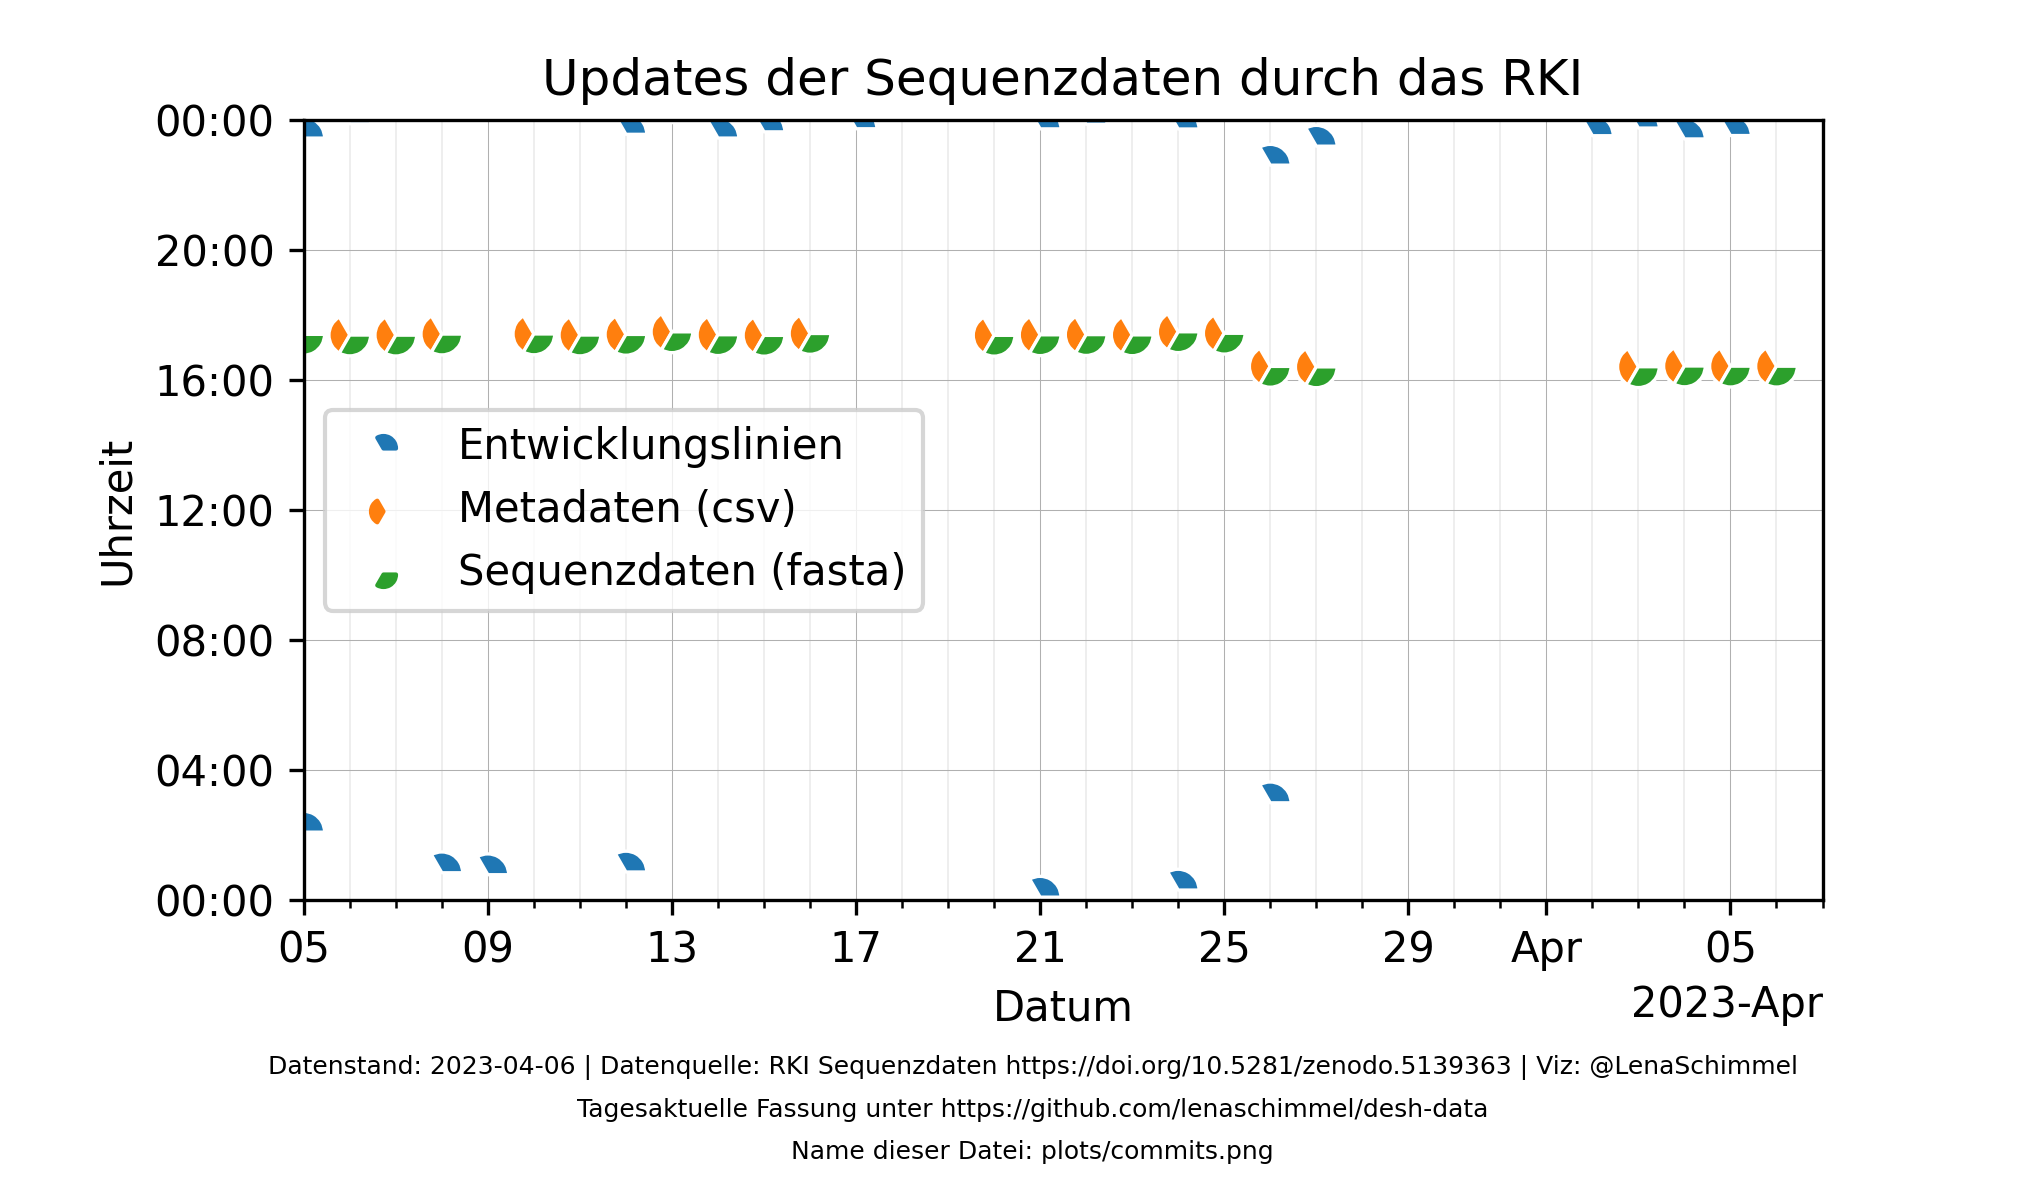 Updates der Sequenzdaten durch das RKI
00:00
20:00
16:00
12:00
08:00
04:00
00:00
Uhrzeit
Entwicklungslinien
Metadaten (csv)
Sequenzdaten (fasta)
05 09 13 17 21 25 29 Apr 05
Datum
2023-Apr
Datenstand: 2023-04-06 | Datenquelle: RKI Sequenzdaten https://doi.org/10.5281/zenodo.5139363 | Viz: @LenaSchimmel
Tagesaktuelle Fassung unter https://github.com/lenaschimmel/desh-data
Name dieser Datei: plots/commits.png